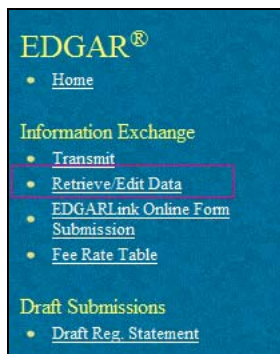 EDGAR®
Home
Information Exchange
Transmit
Retrieve/Edit Data
EDGARLink Online Form
Submission
Fee Rate Table
Draft Submissions
Draft Reg. Statement